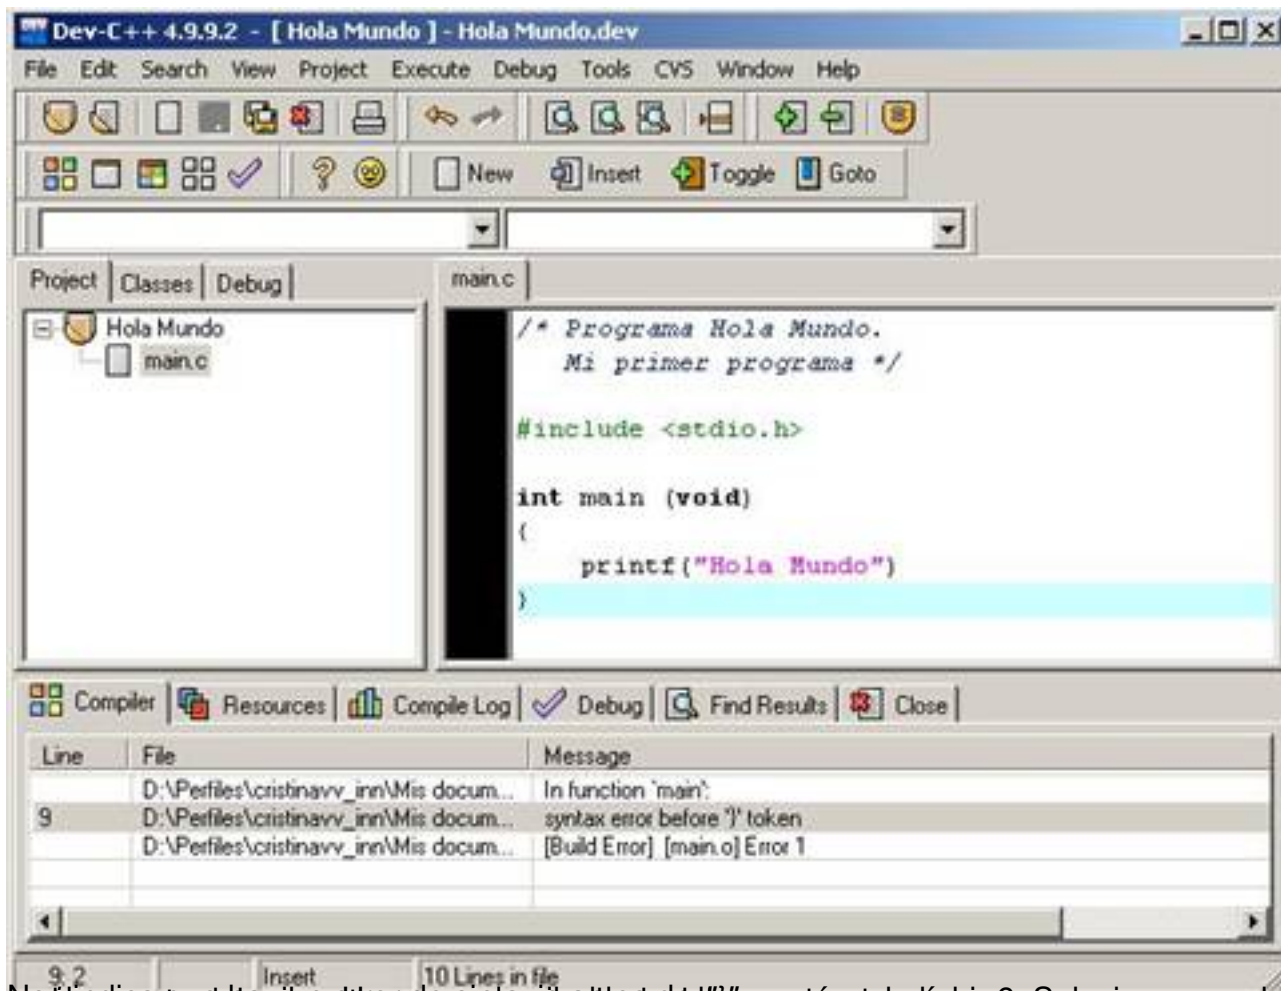 Dev-C++ 4.9.9.2 - [ Hola Mundo ] - Hola Mundo.dev
File Edit Search View Project Execute Debug Tools CVS Window Help
New Insert Toggle Goto
Project Classes Debug
main.c
Hola Mundo
main.c
/* Programa Hola Mundo.
Mi primer programa */
#include <stdio.h>
int main (void)
{
printf("Hola Mundo")
}
Compiler Resources Compile Log Debug Find Results Close
Line File Message
D:\Perfiles\cristinavv_inn\Mis docum... In function `main':
9 D:\Perfiles\cristinavv_inn\Mis docum... syntax error before '}' token
D:\Perfiles\cristinavv_inn\Mis docum... [Build Error] [main.o] Error 1
9: 2 Insert 10 Lines in file